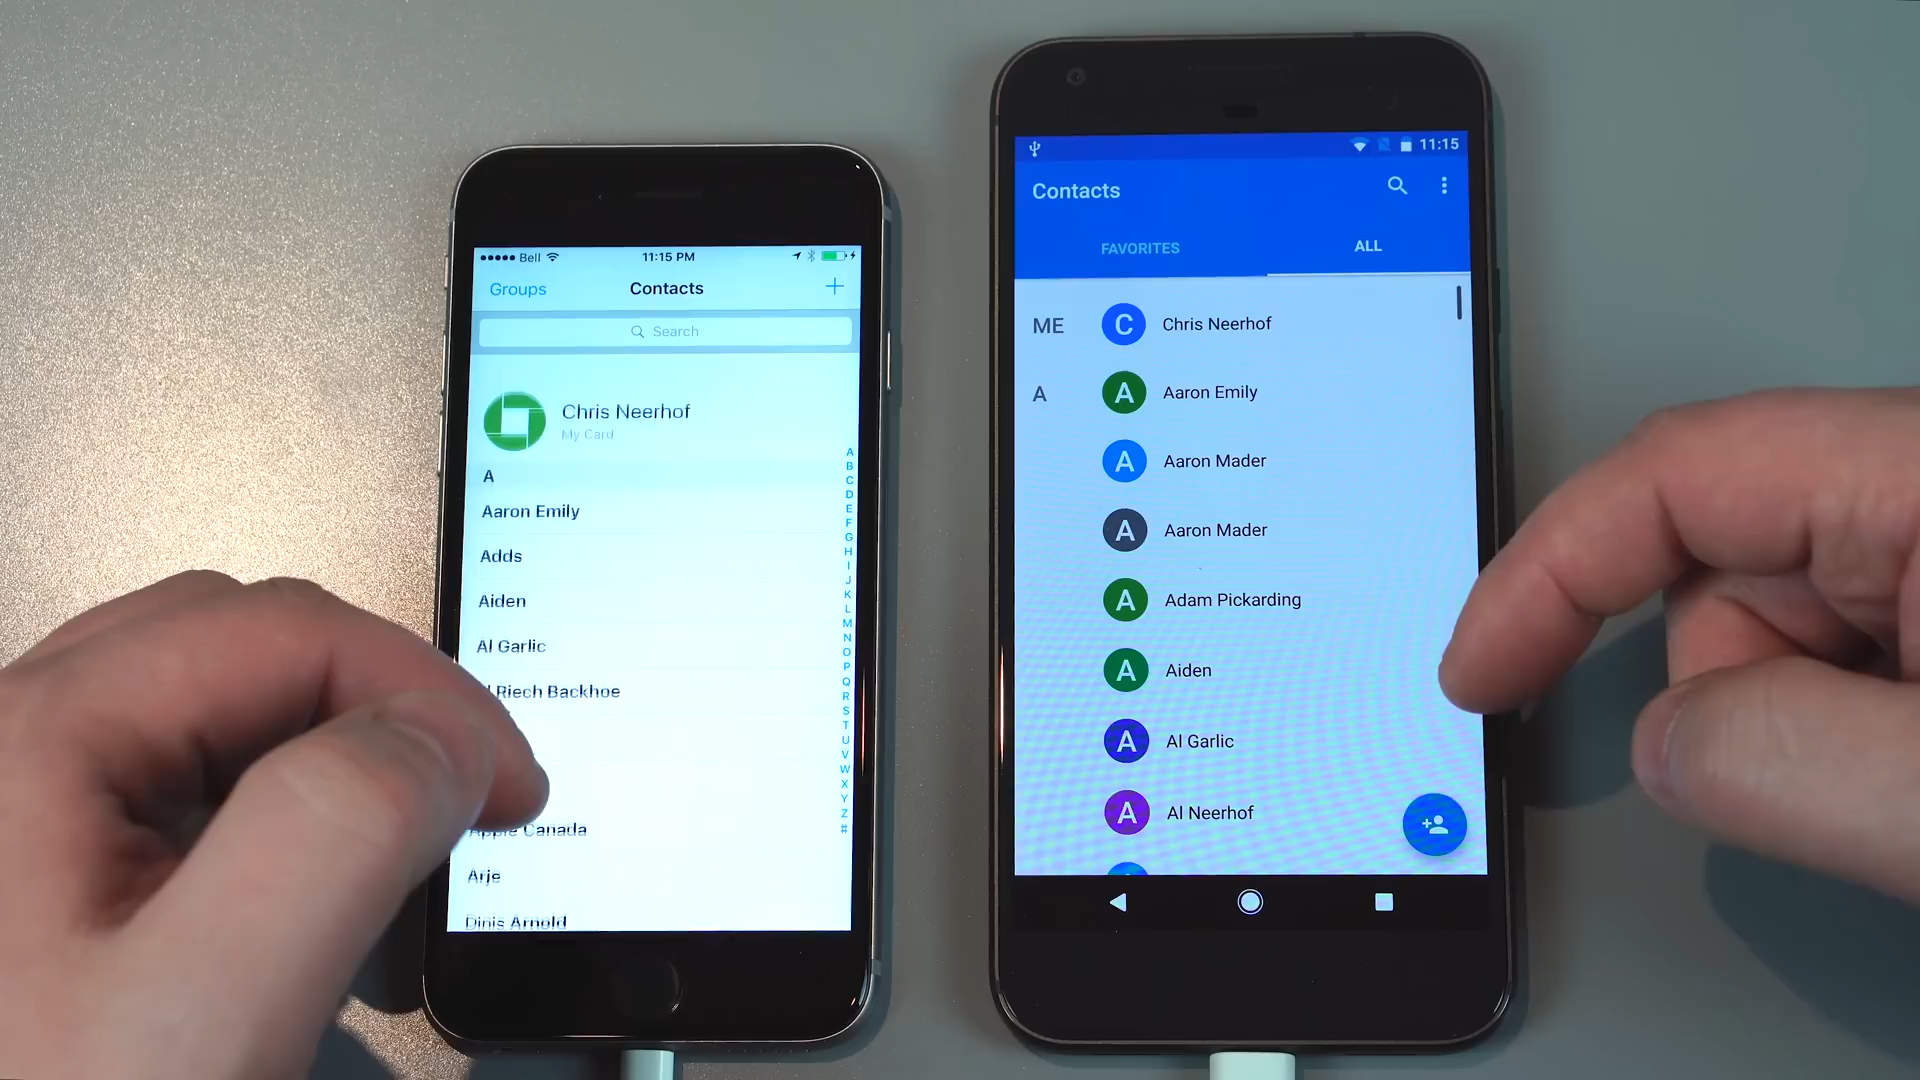 Bell
11:15 PM
Groups
Contacts
Search
Chris Neerhof
My Card
A
Aaron Emily
Adds
Aiden
Al Garlic
Riech Backhoe
Apple Canada
Arje
Dinis Arnold
A
B
C
D
E
F
G
H
I
J
K
L
M
N
O
P
Q
R
S
T
U
V
W
X
Y
Z
#
11:15
Contacts
FAVORITES
ALL
ME
C
Chris Neerhof
A
A
Aaron Emily
A
Aaron Mader
A
Aaron Mader
A
Adam Pickarding
A
Aiden
A
Al Garlic
A
Al Neerhof